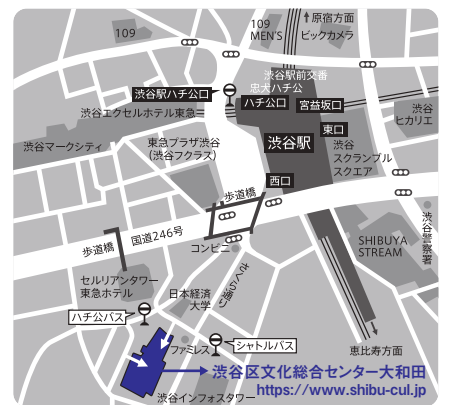 原宿方面
109
109
MEN'S
ビックカメラ
渋谷駅前交番
忠犬ハチ公
渋谷駅ハチ公口
ハチ公口
宮益坂口
渋谷
ヒカリエ
渋谷エクセルホテル東急
東口
渋谷マークシティ
東急プラザ渋谷
(渋谷フクラス)
渋谷駅
渋谷
スクランブル
スクエア
西口
歩道橋
国道246号
歩道橋
コンビニ
さくら通り
SHIBUYA
STREAM
渋谷警察署
セルリアンタワー
東急ホテル
日本経済
大学
ハチ公バス
ファミレス
シャトルバス
恵比寿方面
渋谷区文化総合センター大和田
https://www.shibu-cul.jp
渋谷インフォスタワー